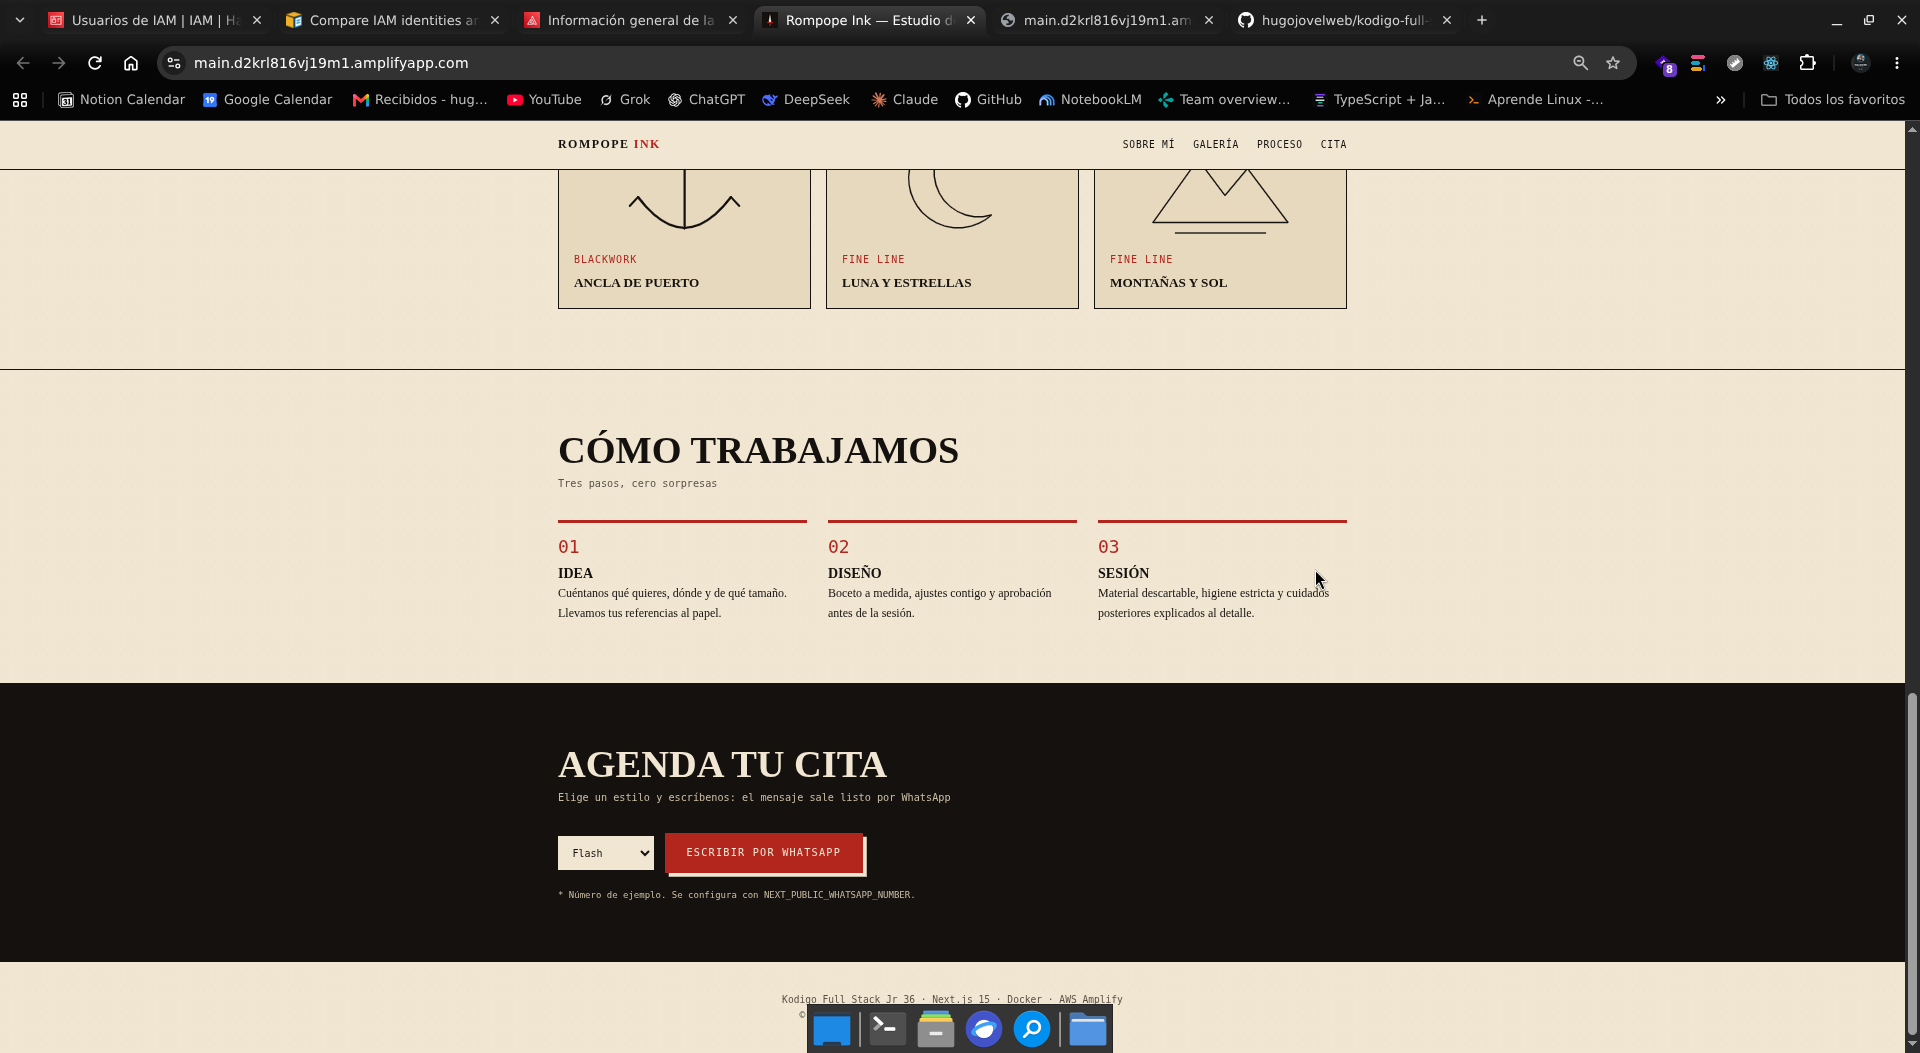 Usuarios de IAM | IAM | Ha
Compare IAM identities an
Información general de la
Rompope Ink — Estudio d
main.d2krl816vj19m1.am
hugojovelweb/kodigo-full-
main.d2krl816vj19m1.amplifyapp.com
8
31 Notion Calendar
19 Google Calendar
Recibidos - hug...
YouTube
Grok
ChatGPT
DeepSeek
Claude
GitHub
NotebookLM
Team overview...
TypeScript + Ja...
Aprende Linux -...
»
Todos los favoritos
ROMPOPE INK
SOBRE MÍ GALERÍA PROCESO CITA
BLACKWORK
ANCLA DE PUERTO
FINE LINE
LUNA Y ESTRELLAS
FINE LINE
MONTAÑAS Y SOL
CÓMO TRABAJAMOS
Tres pasos, cero sorpresas
01
IDEA
Cuéntanos qué quieres, dónde y de qué tamaño.
Llevamos tus referencias al papel.
02
DISEÑO
Boceto a medida, ajustes contigo y aprobación
antes de la sesión.
03
SESIÓN
Material descartable, higiene estricta y cuidados
posteriores explicados al detalle.
AGENDA TU CITA
Elige un estilo y escríbenos: el mensaje sale listo por WhatsApp
Flash
ESCRIBIR POR WHATSAPP
* Número de ejemplo. Se configura con NEXT_PUBLIC_WHATSAPP_NUMBER.
Kodigo Full Stack Jr 36 · Next.js 15 · Docker · AWS Amplify
©